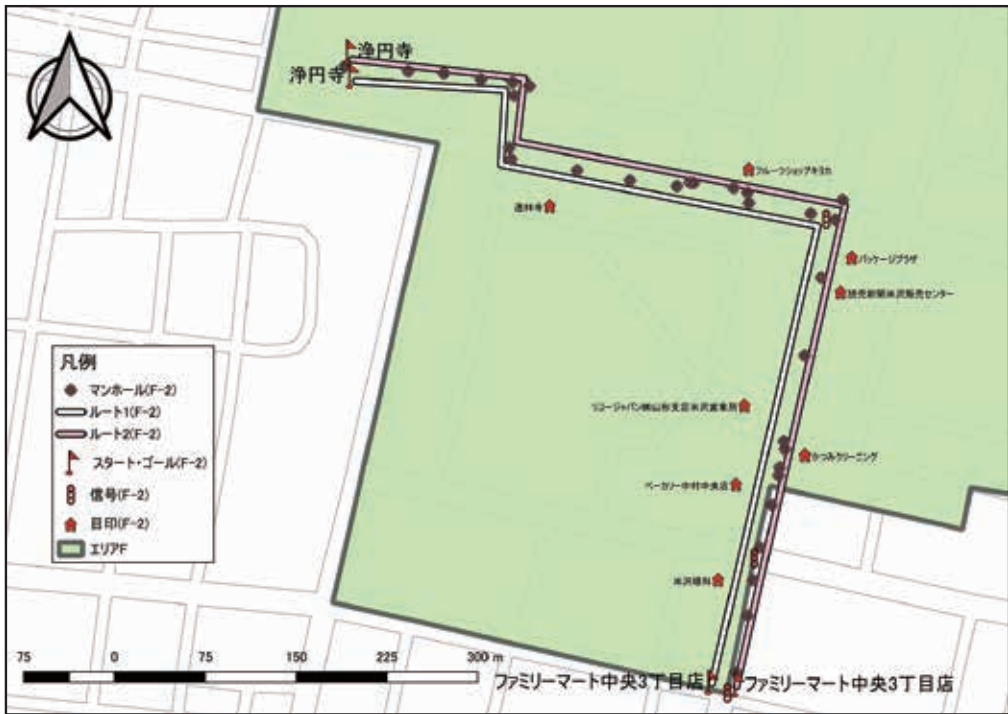 浄円寺
浄円寺
フルーツショップキヨカ
道林寺
パッケージプラザ
読売新聞米沢販売センター
リコージャパン㈱山形支店米沢営業所
かつみクリーニング
ベーカリー中村中央店
米沢眼科
凡例
マンホール(F-2)
ルート1(F-2)
ルート2(F-2)
スタート・ゴール(F-2)
信号(F-2)
目印(F-2)
エリアF
75 0 75 150 225 300 m
ファミリーマート中央3丁目店
ファミリーマート中央3丁目店